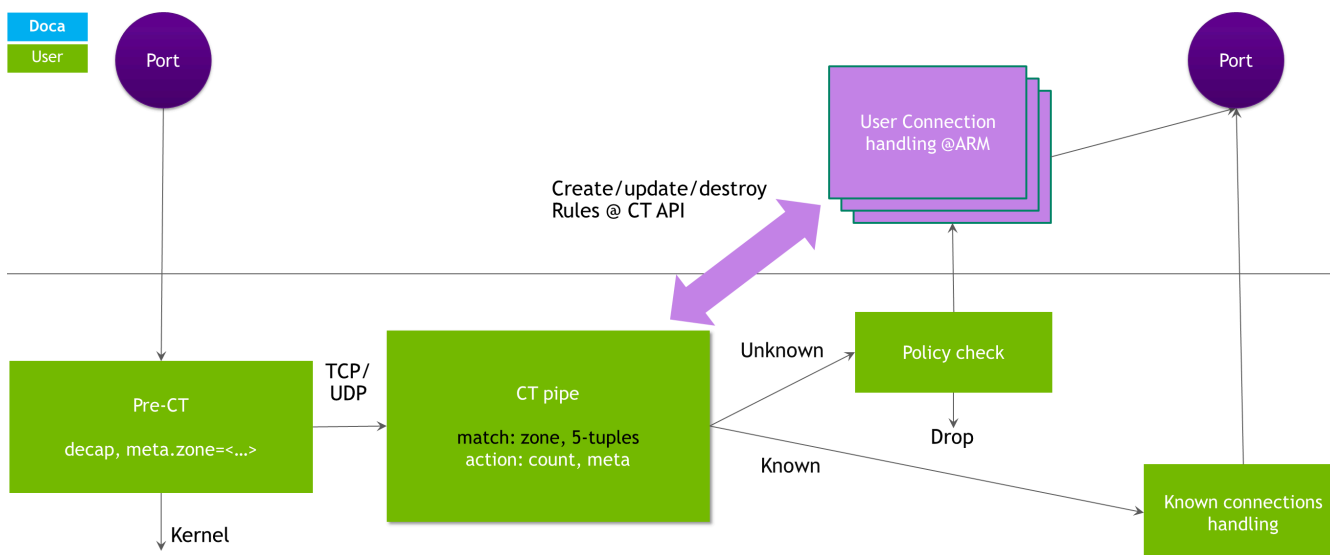 Doca
User
Port
Port
User Connection
handling @ARM
Create/update/destroy
Rules @ CT API
Pre-CT
decap, meta.zone=<...>
Kernel
TCP/
UDP
CT pipe
match: zone, 5-tuples
action: count, meta
Unknown
Known
Policy check
Drop
Known connections
handling